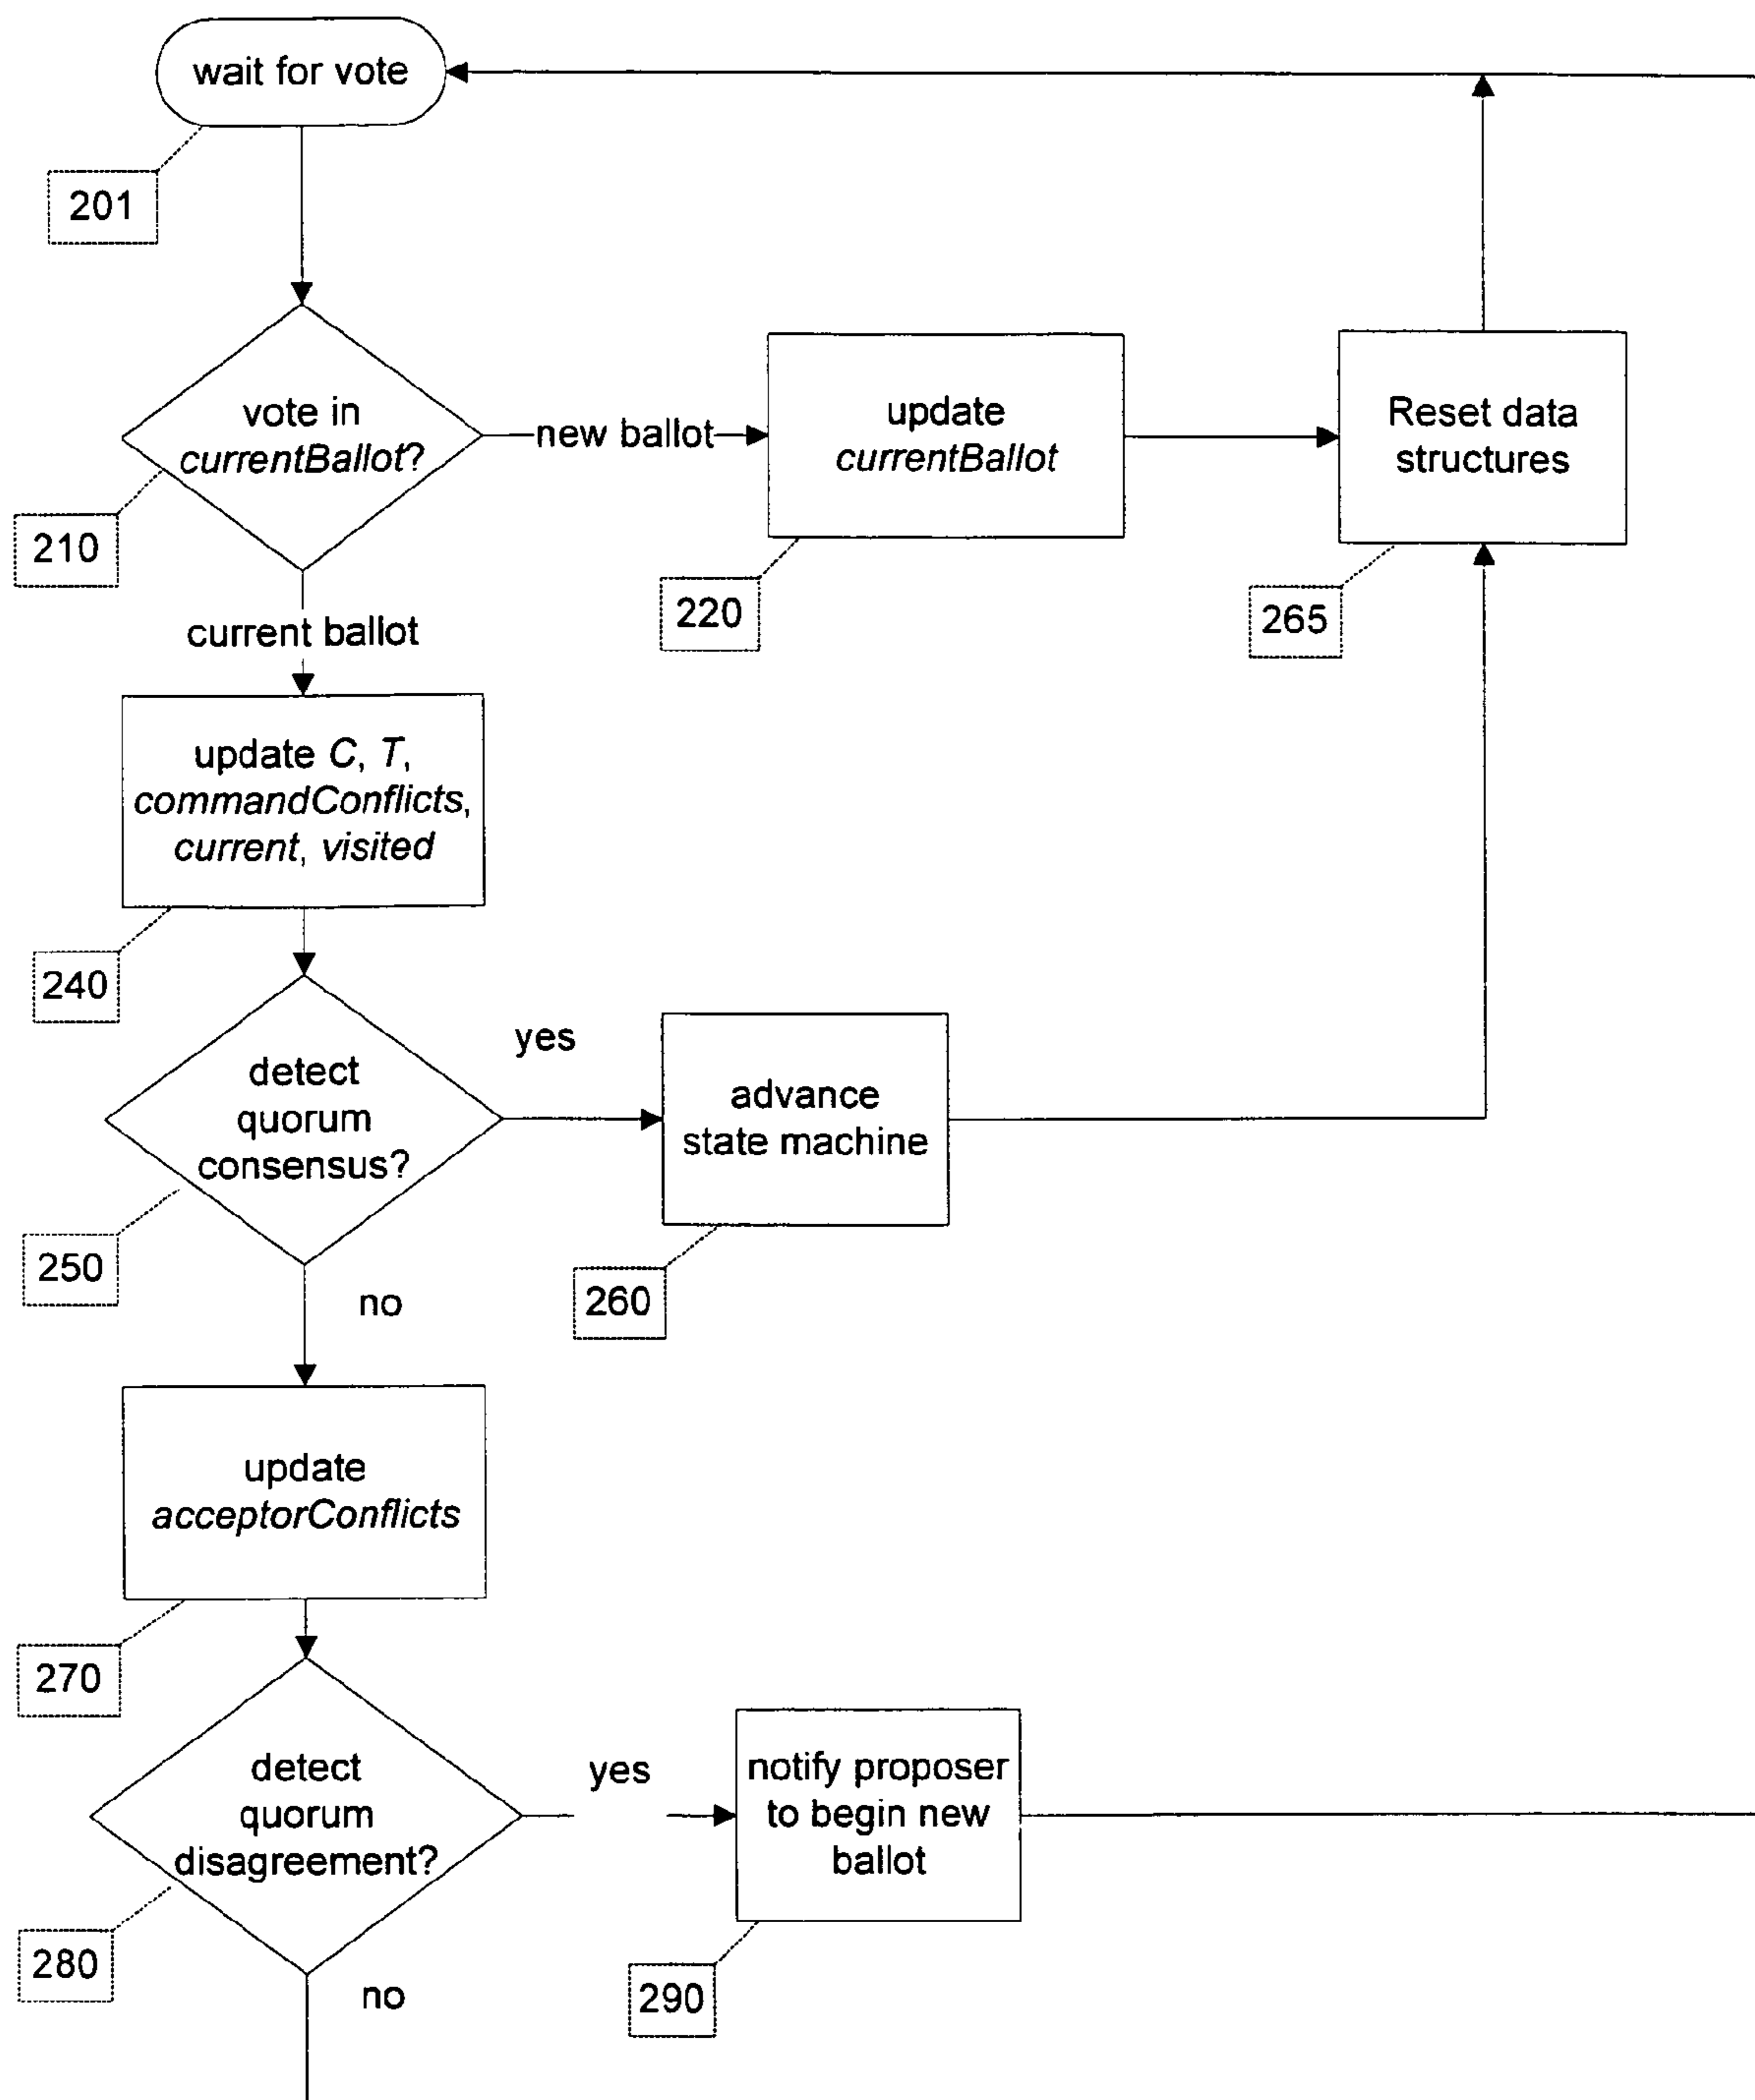 wait for vote
201
vote in
currentBallot?
new ballot
update
currentBallot
Reset data
structures
210
220
265
current ballot
update C, T,
commandConflicts,
current, visited
240
detect
quorum
consensus?
yes
advance
state machine
250
260
no
update
acceptorConflicts
270
detect
quorum
disagreement?
yes
notify proposer
to begin new
ballot
280
290
no